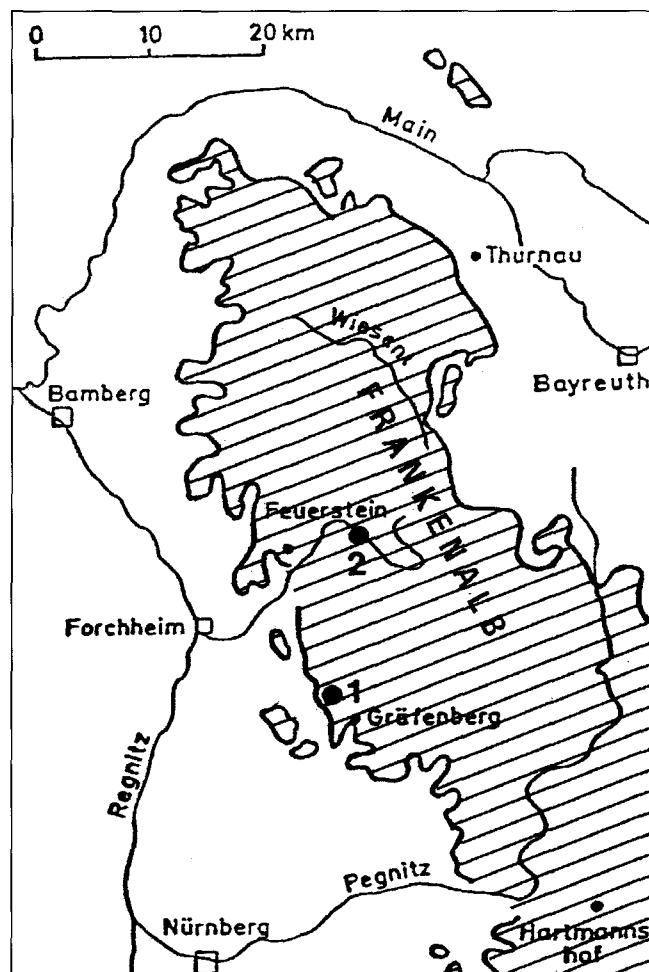 0 10 20 km
Main
Thurnau
Wiesent
Bayreuth
Bamberg
FRANKENALB
Feuerstein
2
Forchheim
1
Gräfenberg
Regnitz
Pegnitz
Nürnberg
Hartmanns
hof